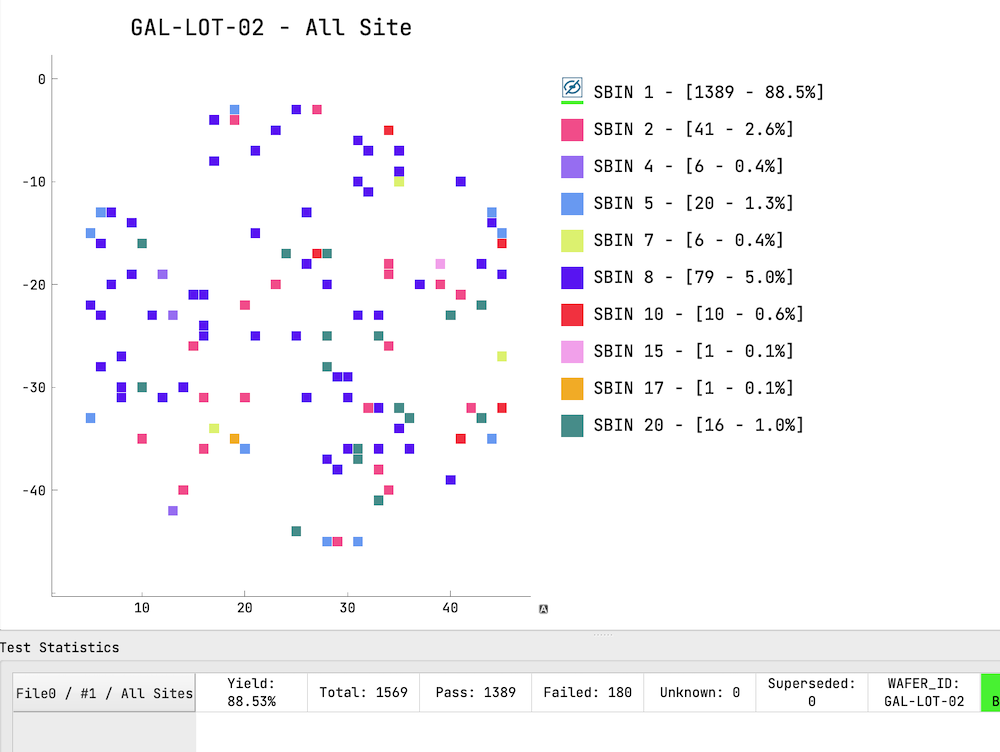 GAL-LOT-02 - All Site
0
-10
-20
-30
-40
10 20 30 40
A
SBIN 1 - [1389 - 88.5%]
SBIN 2 - [41 - 2.6%]
SBIN 4 - [6 - 0.4%]
SBIN 5 - [20 - 1.3%]
SBIN 7 - [6 - 0.4%]
SBIN 8 - [79 - 5.0%]
SBIN 10 - [10 - 0.6%]
SBIN 15 - [1 - 0.1%]
SBIN 17 - [1 - 0.1%]
SBIN 20 - [16 - 1.0%]
Test Statistics
File0 / #1 / All Sites
Yield:
88.53%
Total: 1569
Pass: 1389
Failed: 180
Unknown: 0
Superseded:
0
WAFER_ID:
GAL-LOT-02
B